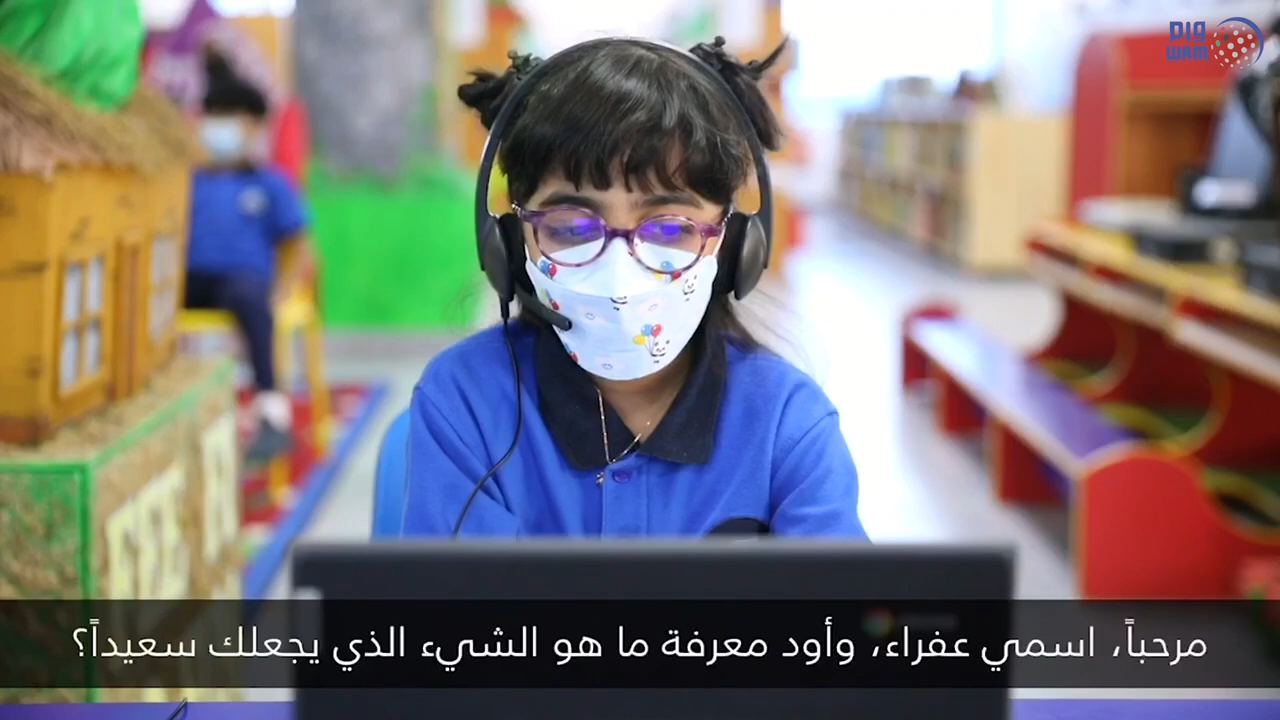 وام
WAM
مرحباً، اسمي عفراء، وأود معرفة ما هو الشيء الذي يجعلك سعيداً؟